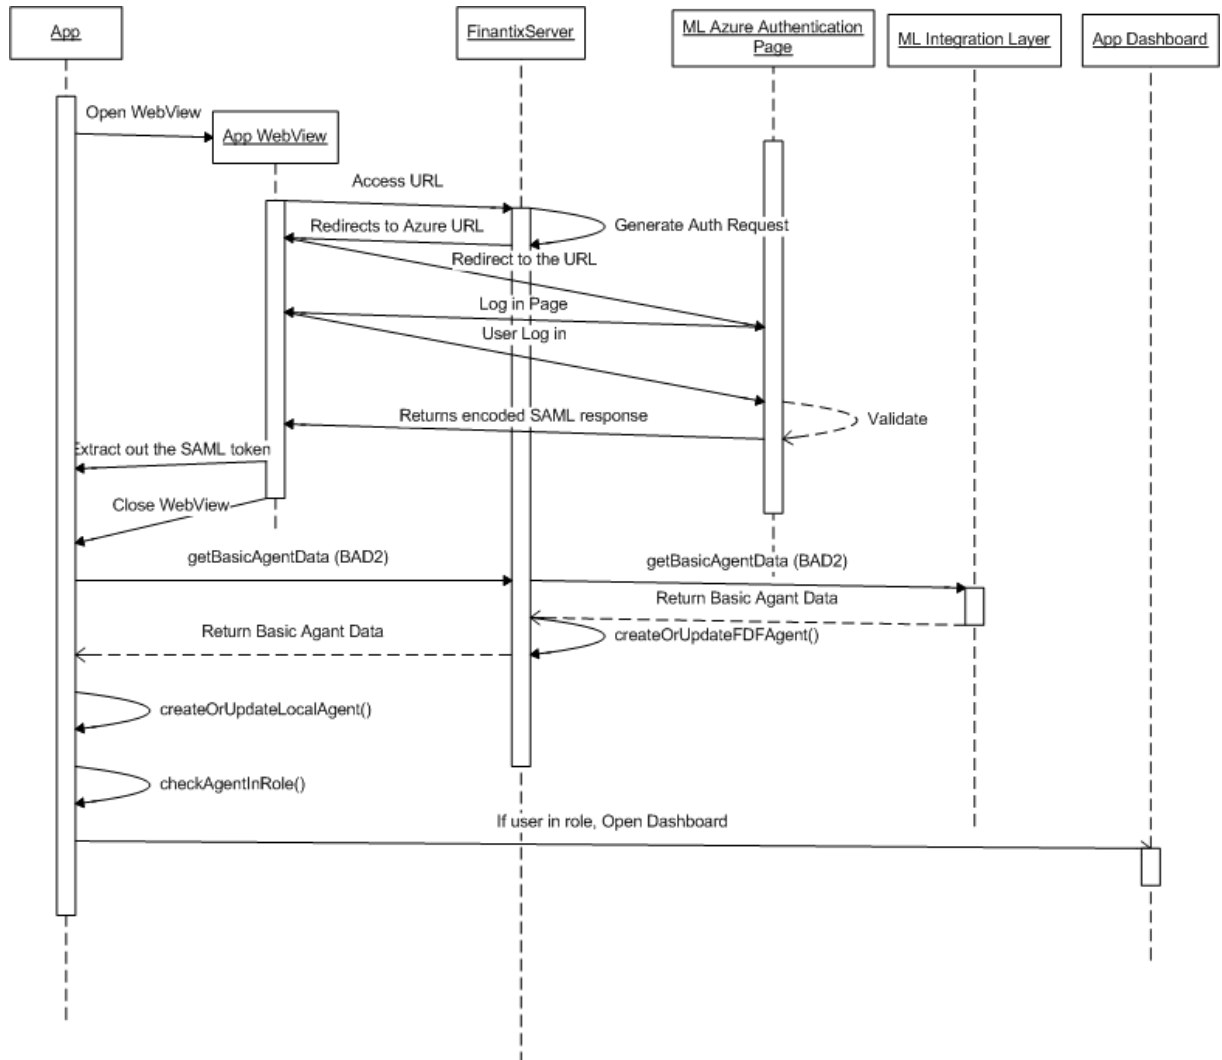 App
FinantixServer
ML Azure Authentication
Page
ML Integration Layer
App Dashboard
Open WebView
App WebView
Access URL
Redirects to Azure URL
Generate Auth Request
Redirect to the URL
Log in Page
User Log in
Returns encoded SAML response
Validate
Extract out the SAML token
Close WebView
getBasicAgentData (BAD2)
getBasicAgentData (BAD2)
Return Basic Agant Data
Return Basic Agant Data
createOrUpdateFDFAgent()
createOrUpdateLocalAgent()
checkAgentInRole()
If user in role, Open Dashboard